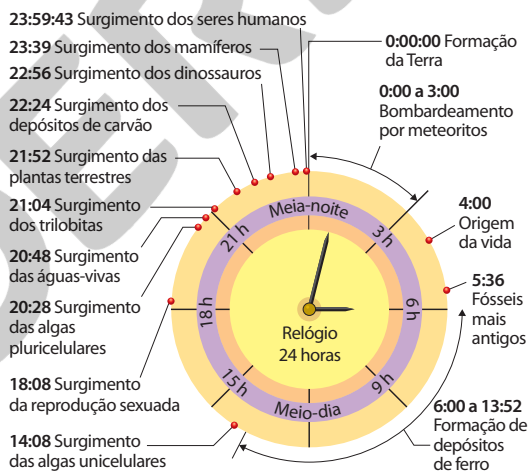 23:59:43 Surgimento dos seres humanos
23:39 Surgimento dos mamíferos
22:56 Surgimento dos dinossauros
22:24 Surgimento dos
depósitos de carvão
21:52 Surgimento das
plantas terrestres
21:04 Surgimento
dos trilobitas
20:48 Surgimento
das águas-vivas
20:28 Surgimento
das algas
pluricelulares
18:08 Surgimento
da reprodução sexuada
14:08 Surgimento
das algas unicelulares
0:00:00 Formação
da Terra
0:00 a 3:00
Bombardeamento
por meteoritos
4:00
Origem
da vida
5:36
Fósseis
mais
antigos
6:00 a 13:52
Formação de
depósitos
de ferro
Meia-noite
3 h
6 h
9 h
Meio-dia
15 h
18 h
21 h
Relógio
24 horas